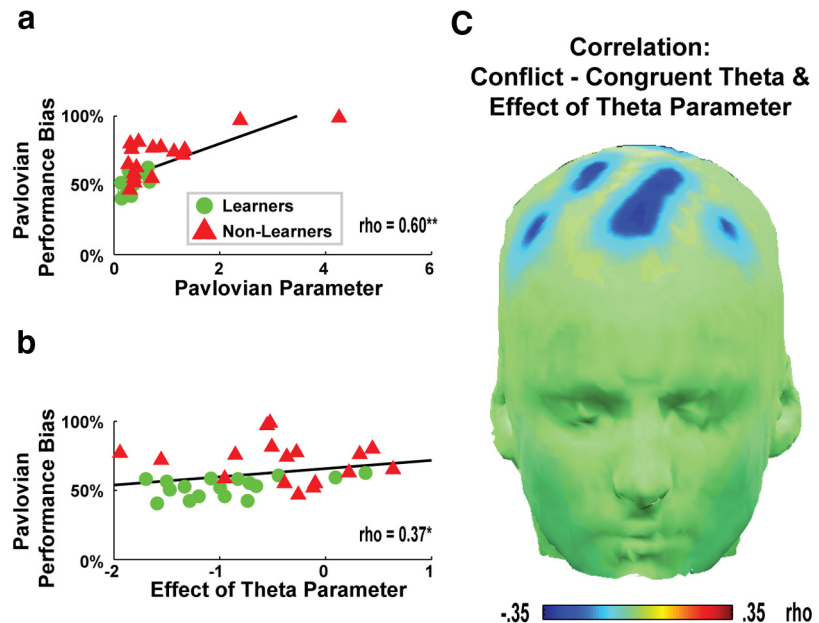 a
Pavlovian
Performance Bias
100%
50%
0%
Learners
Non-Learners
rho = 0.60**
0
2
4
6
Pavlovian Parameter
b
Pavlovian
Performance Bias
100%
50%
0%
rho = 0.37*
-2
-1
0
1
Effect of Theta Parameter
C
Correlation:
Conflict - Congruent Theta &
Effect of Theta Parameter
-.35
.35
rho